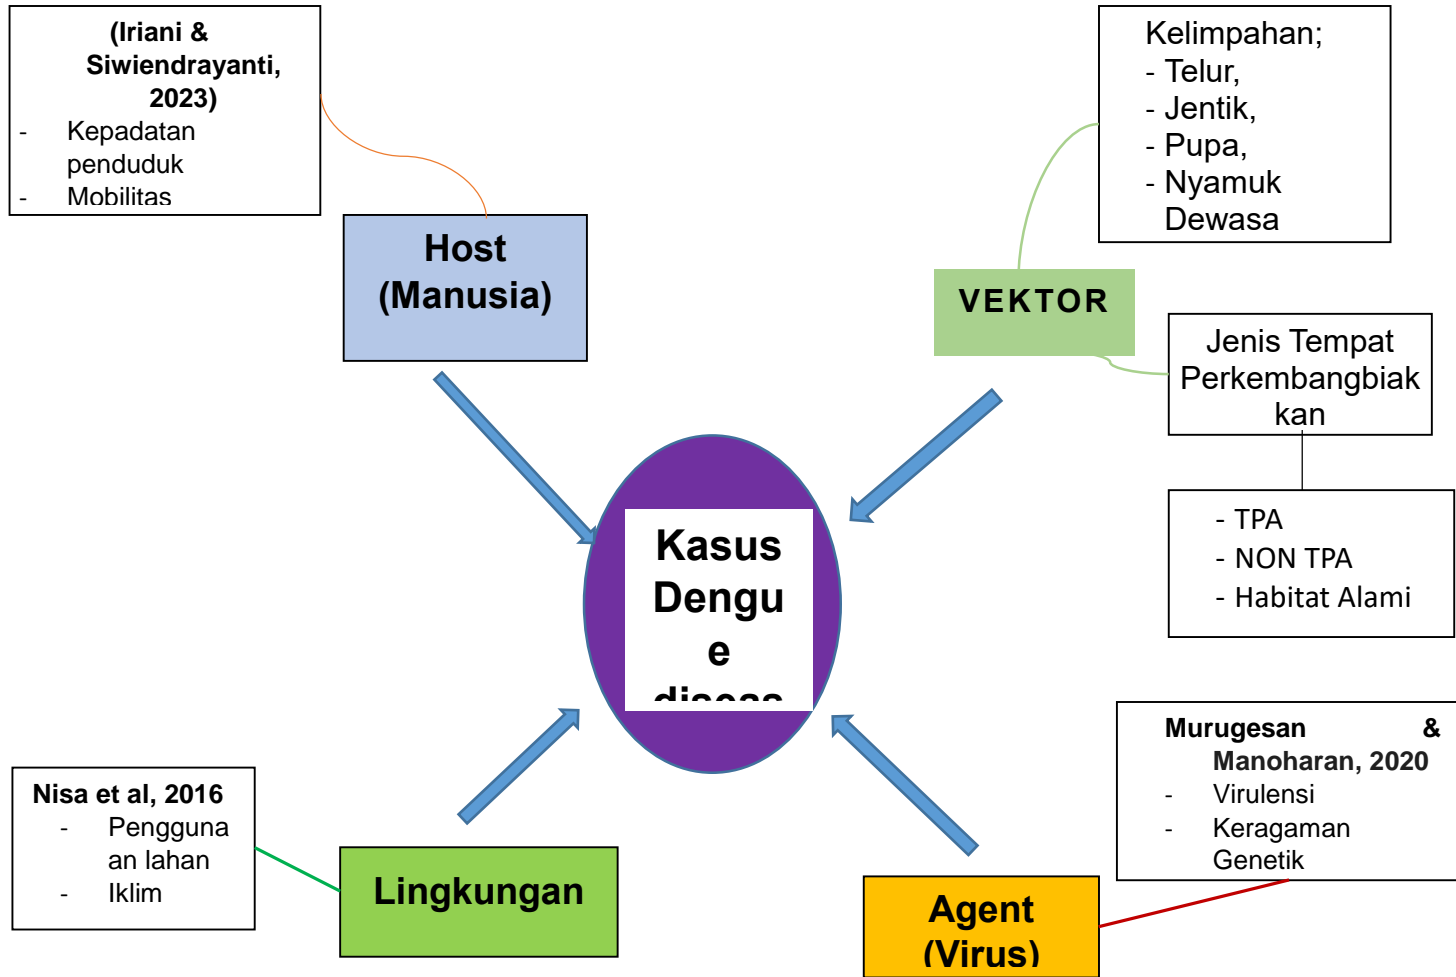 (Iriani &
Siwiendrayanti,
2023)
- Kepadatan
penduduk
- Mobilitas
Host
(Manusia)
Kelimpahan;
- Telur,
- Jentik,
- Pupa,
- Nyamuk
Dewasa
VEKTOR
Jenis Tempat
Perkembangbiak
kan
- TPA
- NON TPA
- Habitat Alami
Kasus
Dengu
e
diseas
Nisa et al, 2016
- Pengguna
an lahan
- Iklim
Lingkungan
Murugesan &
Manoharan, 2020
- Virulensi
- Keragaman
Genetik
Agent
(Virus)